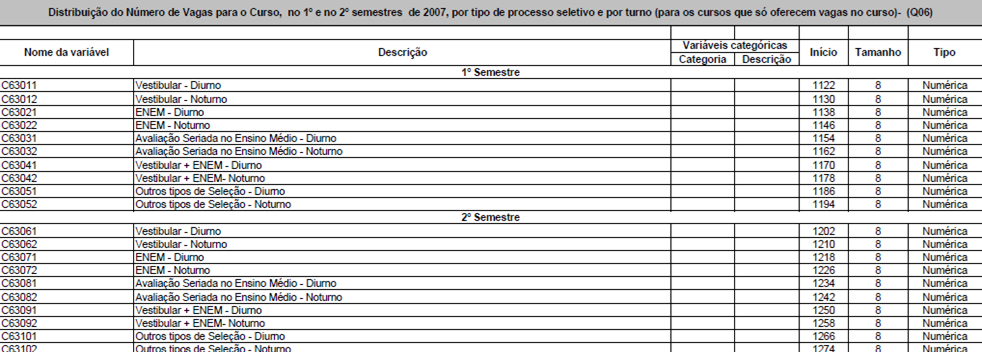 Distribuição do Número de Vagas para o Curso, no 1º e no 2º semestres de 2007, por tipo de processo seletivo e por turno (para os cursos que só oferecem vagas no curso)- (Q06)
Nome da variável Descrição Variáveis categóricas Início Tamanho Tipo
Categoria Descrição
1º Semestre
C63011 Vestibular - Diurno 1122 8 Numérica
C63012 Vestibular - Noturno 1130 8 Numérica
C63021 ENEM - Diurno 1138 8 Numérica
C63022 ENEM - Noturno 1146 8 Numérica
C63031 Avaliação Seriada no Ensino Médio - Diurno 1154 8 Numérica
C63032 Avaliação Seriada no Ensino Médio - Noturno 1162 8 Numérica
C63041 Vestibular + ENEM - Diurno 1170 8 Numérica
C63042 Vestibular + ENEM- Noturno 1178 8 Numérica
C63051 Outros tipos de Seleção - Diurno 1186 8 Numérica
C63052 Outros tipos de Seleção - Noturno 1194 8 Numérica
2º Semestre
C63061 Vestibular - Diurno 1202 8 Numérica
C63062 Vestibular - Noturno 1210 8 Numérica
C63071 ENEM - Diurno 1218 8 Numérica
C63072 ENEM - Noturno 1226 8 Numérica
C63081 Avaliação Seriada no Ensino Médio - Diurno 1234 8 Numérica
C63082 Avaliação Seriada no Ensino Médio - Noturno 1242 8 Numérica
C63091 Vestibular + ENEM - Diurno 1250 8 Numérica
C63092 Vestibular + ENEM- Noturno 1258 8 Numérica
C63101 Outros tipos de Seleção - Diurno 1266 8 Numérica
C63102 Outros tipos de Seleção - Noturno 1274 8 Numérica